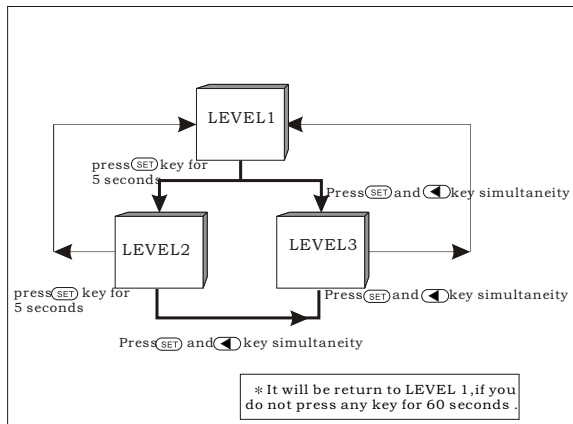 LEVEL1
press SET key for
5 seconds
Press SET and ◀ key simultaneity
LEVEL2
LEVEL3
press SET key for
5 seconds
Press SET and ◀ key simultaneity
Press SET and ◀ key simultaneity
* It will be return to LEVEL 1,if you
do not press any key for 60 seconds .